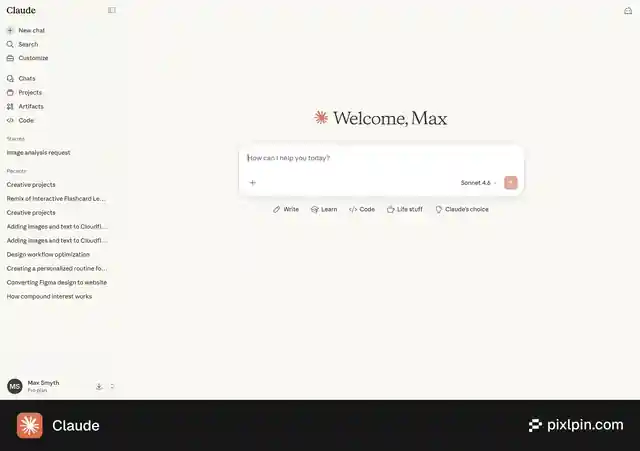 Claude
New chat
Search
Customize
Chats
Projects
Artifacts
Code
Starred
Image analysis request
Recents
Creative projects
Remix of Interactive Flashcard Le...
Creative projects
Adding images and text to Cloudfl...
Adding images and text to Cloudfl...
Design workflow optimization
Creating a personalized routine fo...
Converting Figma design to website
How compound interest works
MS
Max Smyth
Pro plan
Welcome, Max
How can I help you today?
Sonnet 4.6
Write
Learn
Code
Life stuff
Claude's choice
Claude
pixlpin.com